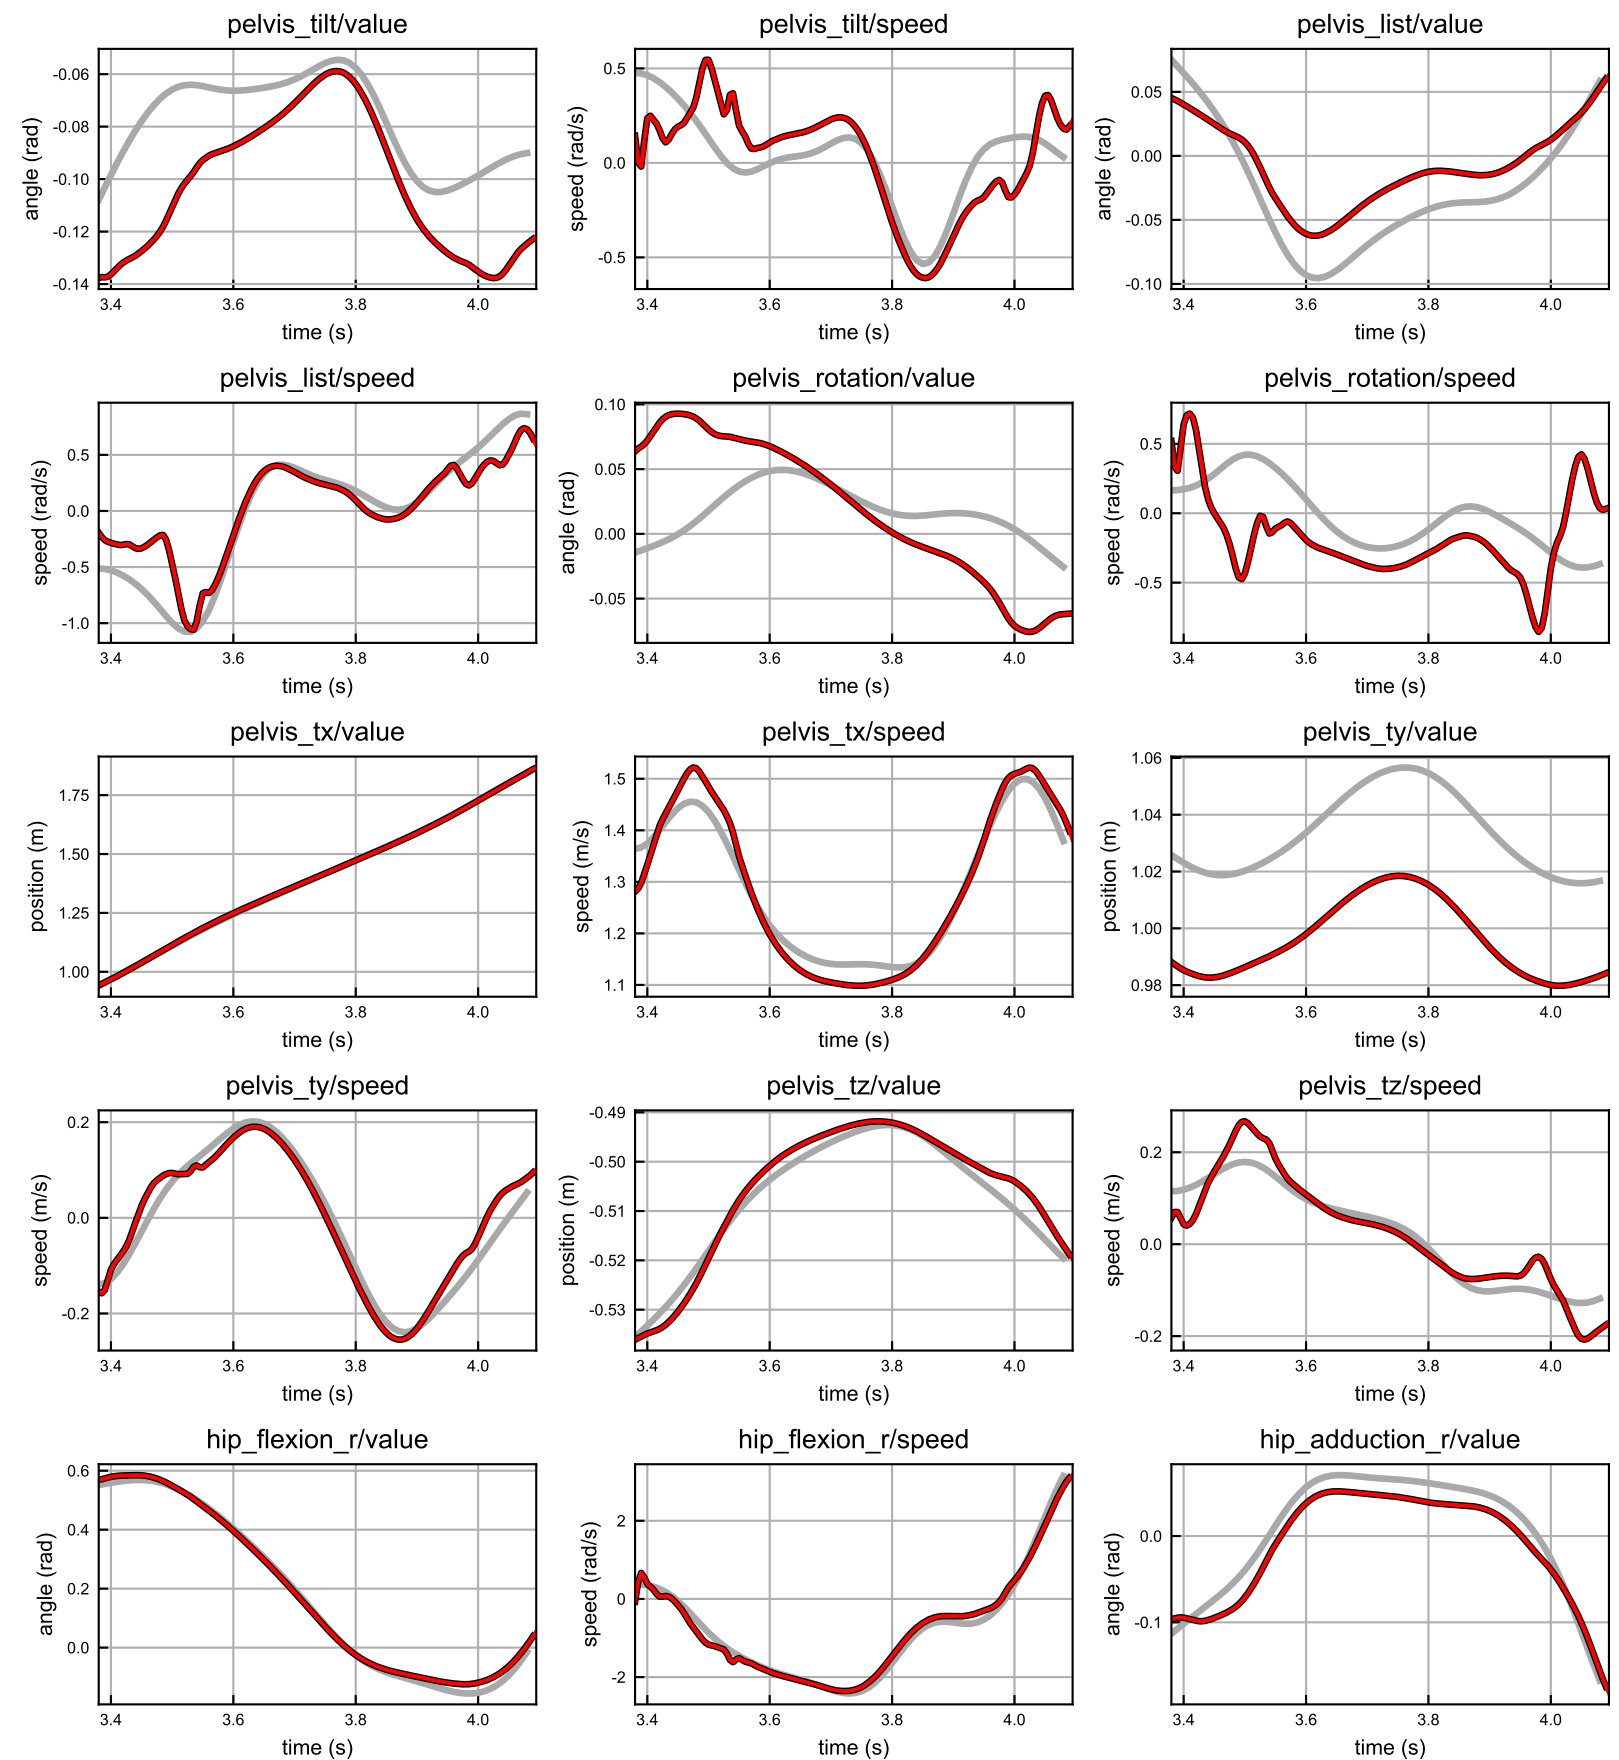 pelvis_tilt/value
pelvis_tilt/speed
pelvis_list/value
-0.06
-0.08
-0.10
-0.12
-0.14
angle (rad)
3.4 3.6 3.8 4.0
time (s)
0.5
0.0
-0.5
speed (rad/s)
3.4 3.6 3.8 4.0
time (s)
0.05
0.00
-0.05
-0.10
angle (rad)
3.4 3.6 3.8 4.0
time (s)
pelvis_list/speed
pelvis_rotation/value
pelvis_rotation/speed
0.5
0.0
-0.5
-1.0
speed (rad/s)
3.4 3.6 3.8 4.0
time (s)
0.10
0.05
0.00
-0.05
angle (rad)
3.4 3.6 3.8 4.0
time (s)
0.5
0.0
-0.5
speed (rad/s)
3.4 3.6 3.8 4.0
time (s)
pelvis_tx/value
pelvis_tx/speed
pelvis_ty/value
1.75
1.50
1.25
1.00
position (m)
3.4 3.6 3.8 4.0
time (s)
1.5
1.4
1.3
1.2
1.1
speed (m/s)
3.4 3.6 3.8 4.0
time (s)
1.06
1.04
1.02
1.00
0.98
position (m)
3.4 3.6 3.8 4.0
time (s)
pelvis_ty/speed
pelvis_tz/value
pelvis_tz/speed
0.2
0.0
-0.2
speed (m/s)
3.4 3.6 3.8 4.0
time (s)
-0.49
-0.50
-0.51
-0.52
-0.53
position (m)
3.4 3.6 3.8 4.0
time (s)
0.2
0.0
-0.2
speed (m/s)
3.4 3.6 3.8 4.0
time (s)
hip_flexion_r/value
hip_flexion_r/speed
hip_adduction_r/value
0.6
0.4
0.2
0.0
angle (rad)
3.4 3.6 3.8 4.0
time (s)
2
0
-2
speed (rad/s)
3.4 3.6 3.8 4.0
time (s)
0.0
-0.1
angle (rad)
3.4 3.6 3.8 4.0
time (s)